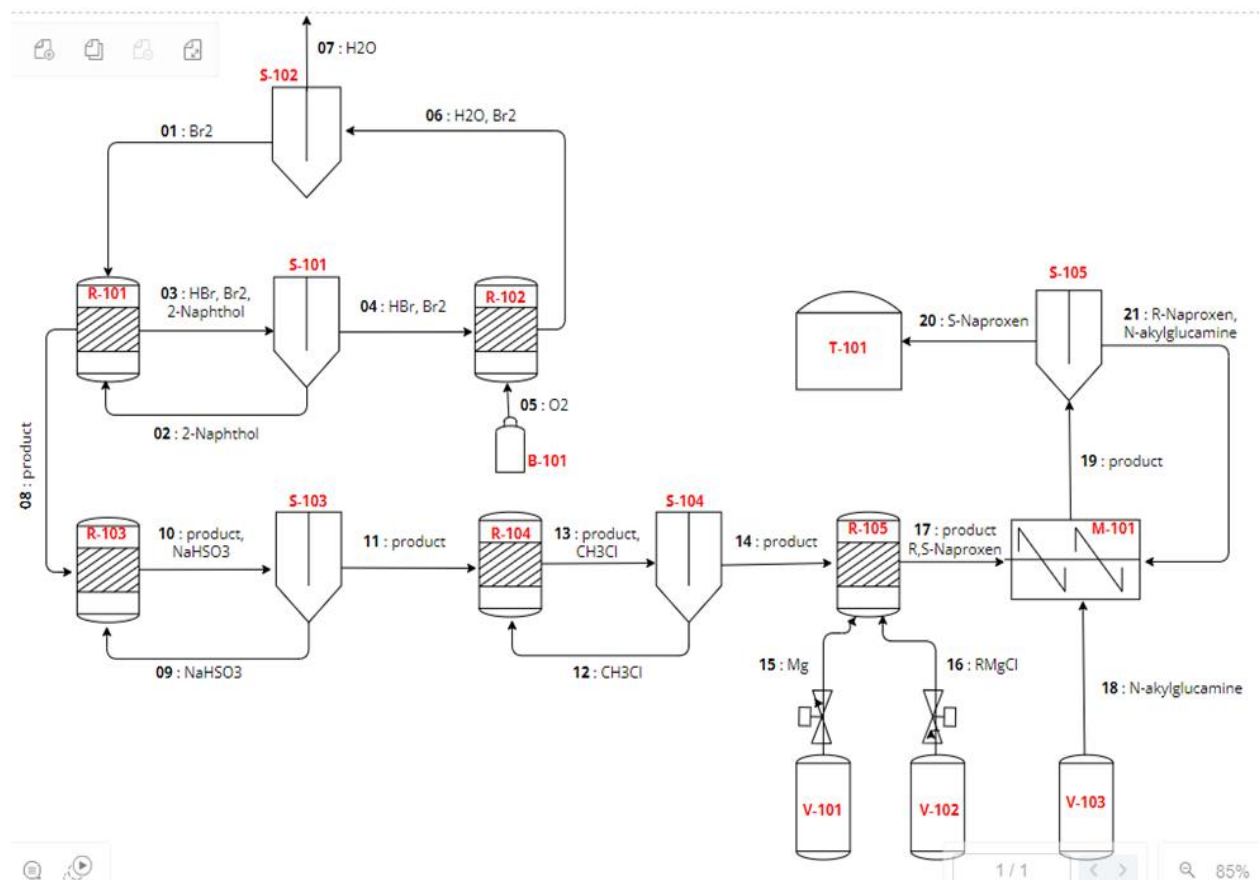 07 : H2O
S-102
06 : H2O, Br2
01 : Br2
S-101
S-105
R-101
03 : HBr, Br2,
2-Naphthol
04 : HBr, Br2
R-102
20 : S-Naproxen
21 : R-Naproxen,
N-akylglucamine
T-101
05 : O2
02 : 2-Naphthol
B-101
08 : product
19 : product
S-103
S-104
R-103
10 : product,
NaHSO3
11 : product
R-104
13 : product,
CH3Cl
14 : product
R-105
17 : product
R,S-Naproxen
M-101
09 : NaHSO3
12 : CH3Cl
15 : Mg
16 : RMgCl
18 : N-akylglucamine
V-101
V-102
V-103
1 / 1
85%